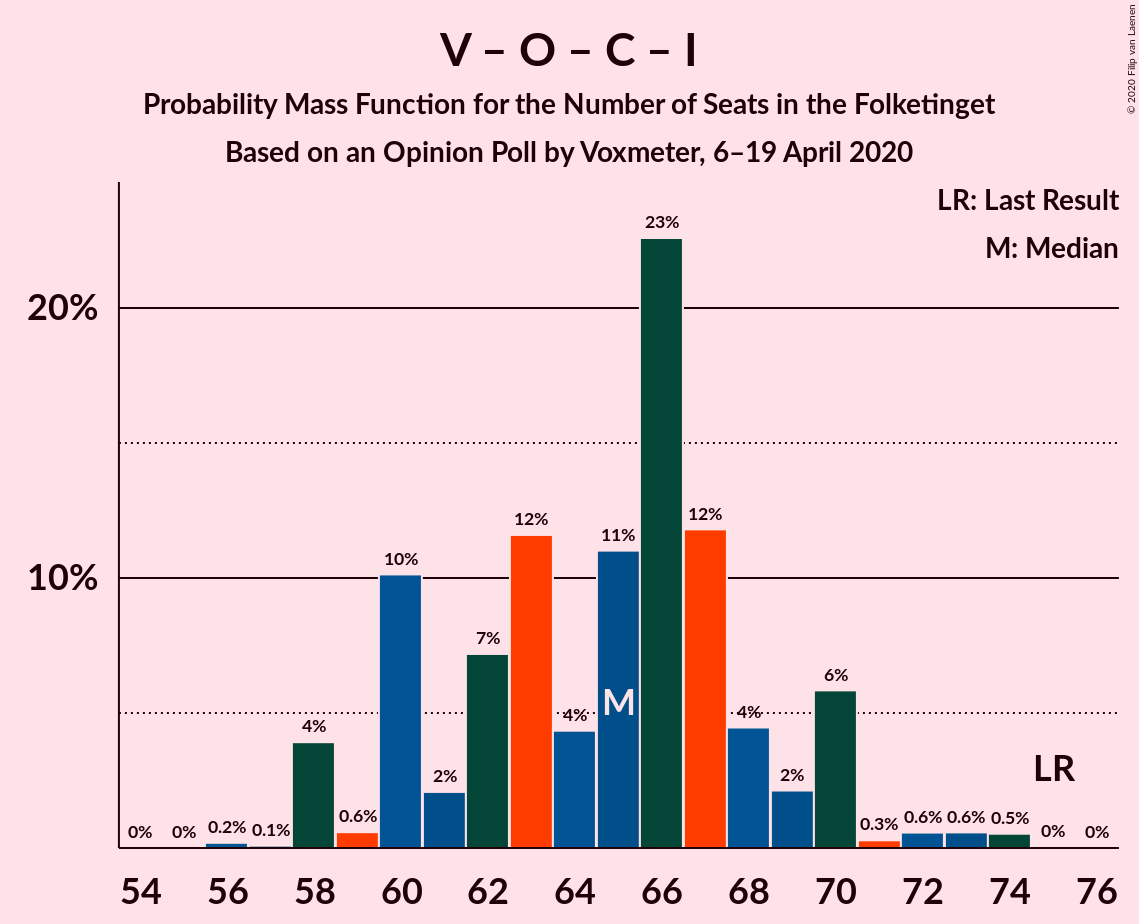 V – O – C – I
Probability Mass Function for the Number of Seats in the Folketinget
Based on an Opinion Poll by Voxmeter, 6–19 April 2020
© 2020 Filip van Laenen
LR: Last Result
M: Median
20%
10%
0%
0%
0.2%
0.1%
4%
0.6%
10%
2%
7%
12%
4%
11%
23%
12%
4%
2%
6%
0.3%
0.6%
0.6%
0.5%
0%
0%
M
LR
54 56 58 60 62 64 66 68 70 72 74 76